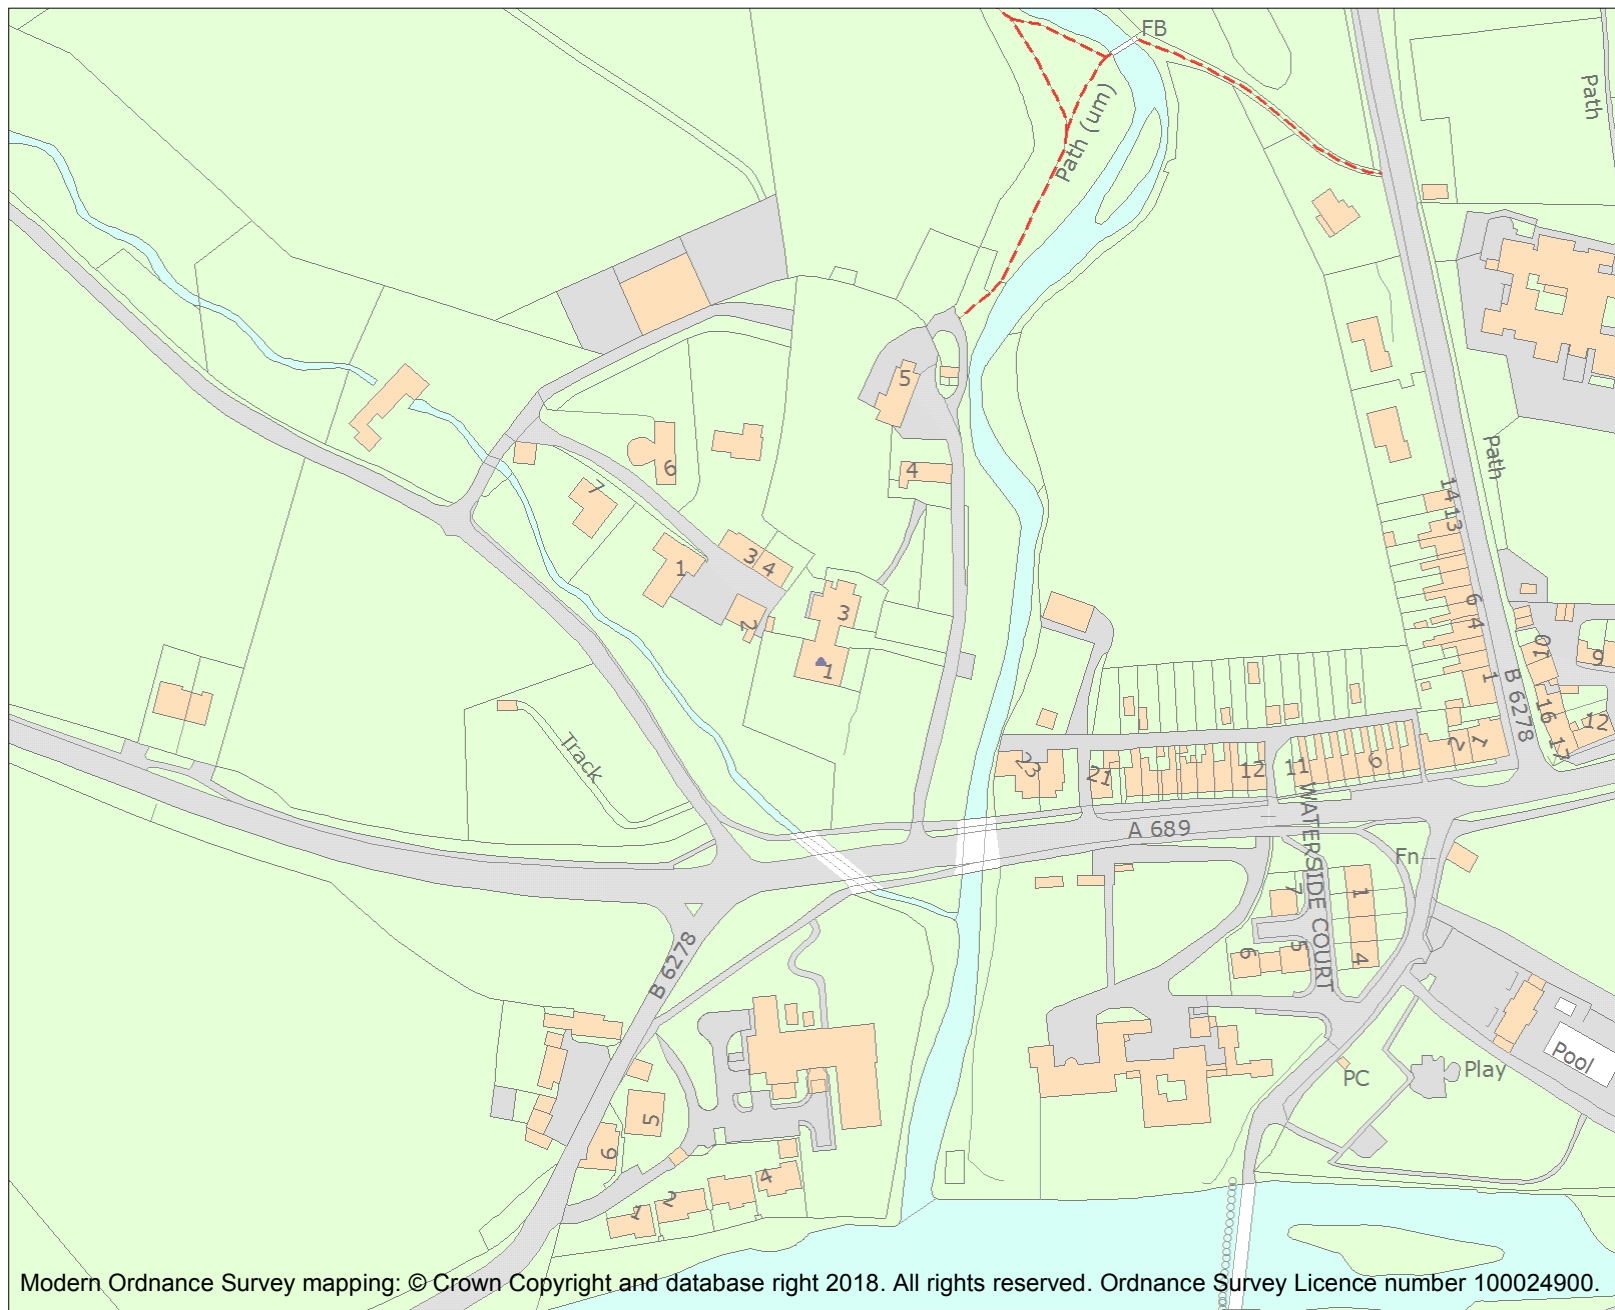 FB
Path
Path (um)
5
Path
6
4
14
13
7
3
4
1
6
4
3
2
10
9
1
1
B 6278
16
12
17
Track
2
1
23
21
12
11
6
A 689
WATERSIDE COURT
Fn
7
1
B 6278
5
6
4
Pool
Play
PC
5
6
4
2
1
Modern Ordnance Survey mapping: © Crown Copyright and database right 2018. All rights reserved. Ordnance Survey Licence number 100024900.